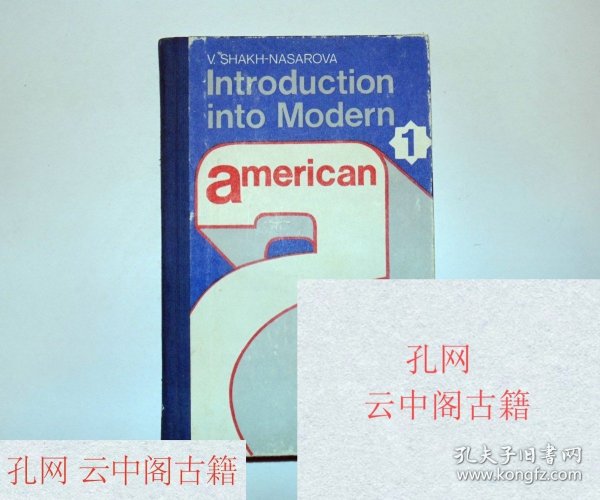 V. SHAKH-NASAROVA
Introduction
into Modern
1
american
孔网
云中阁古籍
孔网 云中阁古籍
孔夫子旧书网
www.kongfz.com